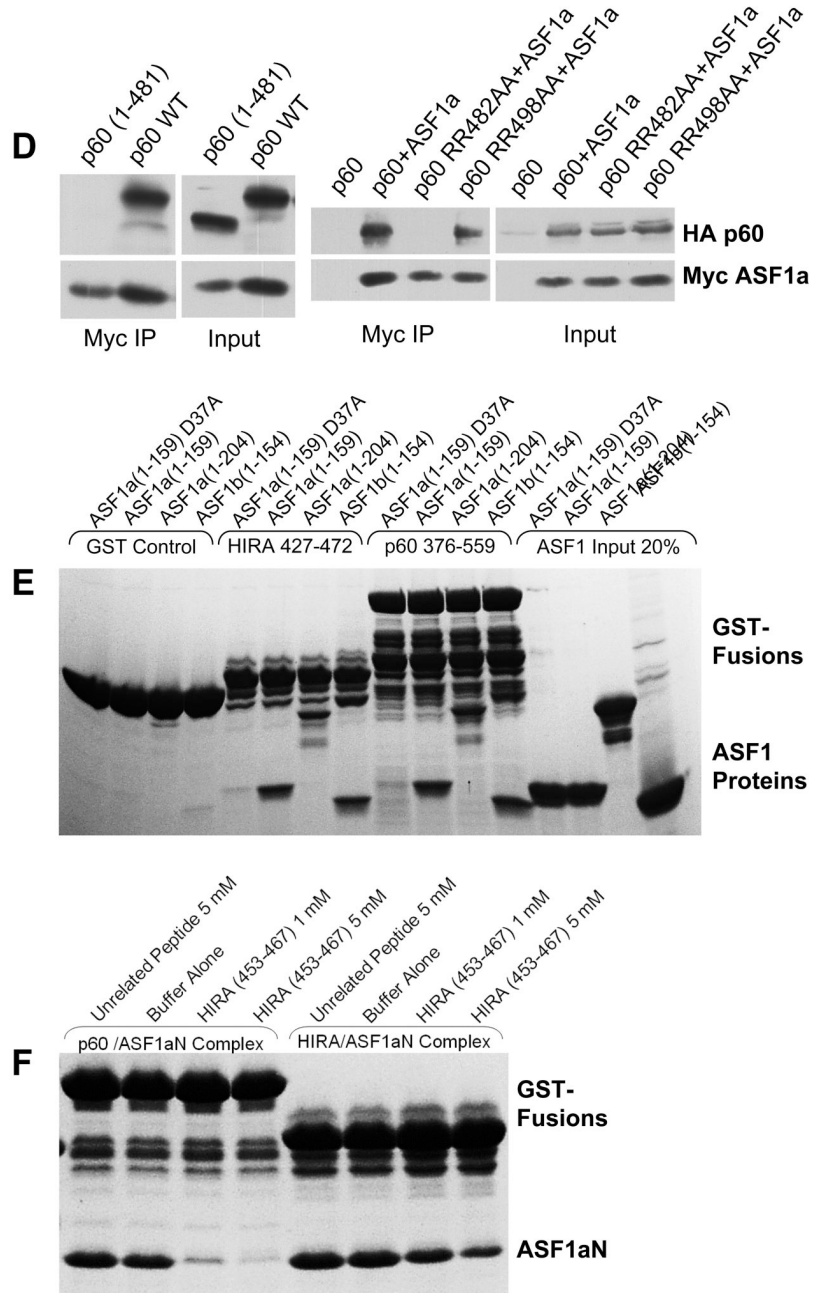 D
p60 (1-481)
p60 WT
p60 (1-481)
p60 WT
p60
p60+ASF1a
p60 RR482AA+ASF1a
p60 RR498AA+ASF1a
p60
p60+ASF1a
p60 RR482AA+ASF1a
p60 RR498AA+ASF1a
HA p60
Myc ASF1a
Myc IP
Input
Myc IP
Input
ASF1a(1-159) D37A
ASF1a(1-159)
ASF1a(1-204)
ASF1b(1-154)
ASF1a(1-159) D37A
ASF1a(1-159)
ASF1a(1-204)
ASF1b(1-154)
ASF1a(1-159) D37A
ASF1a(1-159)
ASF1a(1-204)
ASF1b(1-154)
ASF1a(1-159) D37A
ASF1a(1-159)
ASF1a(1-204)
ASF1b(1-154)
GST Control
HIRA 427-472
p60 376-559
ASF1 Input 20%
E
GST-
Fusions
ASF1
Proteins
Unrelated Peptide 5 mM
Buffer Alone
HIRA (453-467) 1 mM
HIRA (453-467) 5 mM
Unrelated Peptide 5 mM
Buffer Alone
HIRA (453-467) 1 mM
HIRA (453-467) 5 mM
p60 /ASF1aN Complex
HIRA/ASF1aN Complex
F
GST-
Fusions
ASF1aN